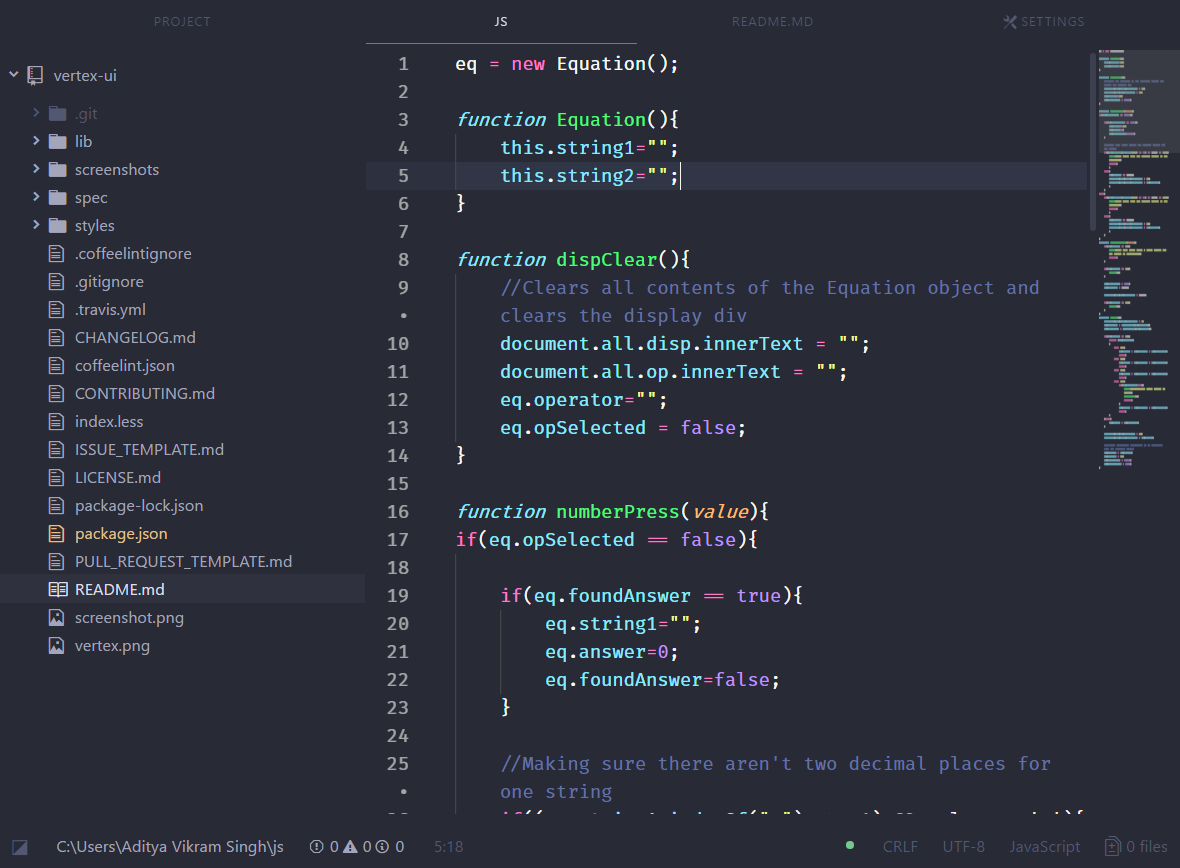 PROJECT
JS
README.MD
SETTINGS
vertex-ui
.git
lib
screenshots
spec
styles
.coffeelintignore
.gitignore
.travis.yml
CHANGELOG.md
coffeelint.json
CONTRIBUTING.md
index.less
ISSUE_TEMPLATE.md
LICENSE.md
package-lock.json
package.json
PULL_REQUEST_TEMPLATE.md
README.md
screenshot.png
vertex.png
1 eq = new Equation();
2
3 function Equation(){
4 this.string1="";
5 this.string2="";
6 }
7
8 function dispClear(){
9 //Clears all contents of the Equation object and
• clears the display div
10 document.all.disp.innerText = "";
11 document.all.op.innerText = "";
12 eq.operator="";
13 eq.opSelected = false;
14 }
15
16 function numberPress(value){
17 if(eq.opSelected == false){
18
19 if(eq.foundAnswer == true){
20 eq.string1="";
21 eq.answer=0;
22 eq.foundAnswer=false;
23 }
24
25 //Making sure there aren't two decimal places for
• one string
C:\Users\Aditya Vikram Singh\js
0 0 0
5:18
CRLF
UTF-8
JavaScript
0 files